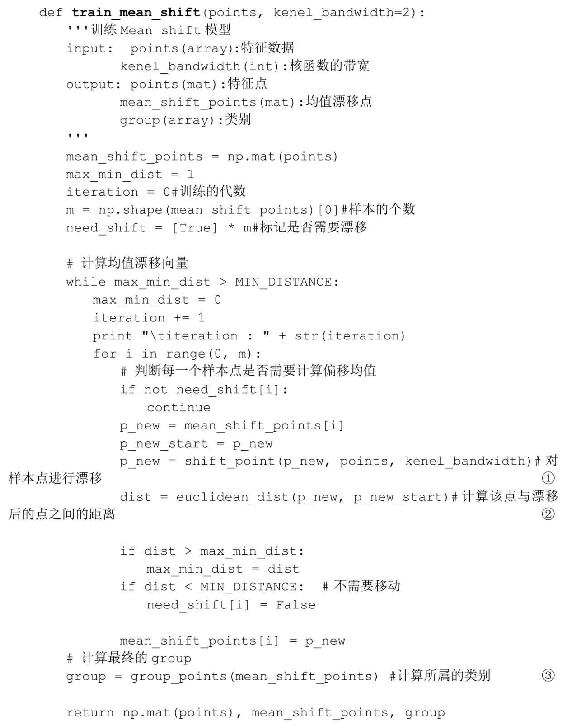 def train_mean_shift(points, kenel_bandwidth=2):
'''训练 Mean shift 模型
input: points(array):特征数据
kenel_bandwidth(int):核函数的带宽
output: points(mat):特征点
mean_shift_points(mat):均值漂移点
group(array):类别
'''
mean_shift_points = np.mat(points)
max_min_dist = 1
iteration = 0#训练的代数
m = np.shape(mean_shift_points)[0]#样本的个数
need_shift = [True] * m#标记是否需要漂移
# 计算均值漂移向量
while max_min_dist > MIN_DISTANCE:
max_min_dist = 0
iteration += 1
print "\titeration : " + str(iteration)
for i in range(0, m):
# 判断每一个样本点是否需要计算偏移均值
if not need_shift[i]:
continue
p_new = mean_shift_points[i]
p_new_start = p_new
p_new = shift_point(p_new, points, kenel_bandwidth)#对
样本点进行漂移 ①
dist = euclidean_dist(p_new, p_new_start)#计算该点与漂移
后的点之间的距离 ②
if dist > max_min_dist:
max_min_dist = dist
if dist < MIN_DISTANCE: #不需要移动
need_shift[i] = False
mean_shift_points[i] = p_new
# 计算最终的 group
group = group_points(mean_shift_points) #计算所属的类别 ③
return np.mat(points), mean_shift_points, group